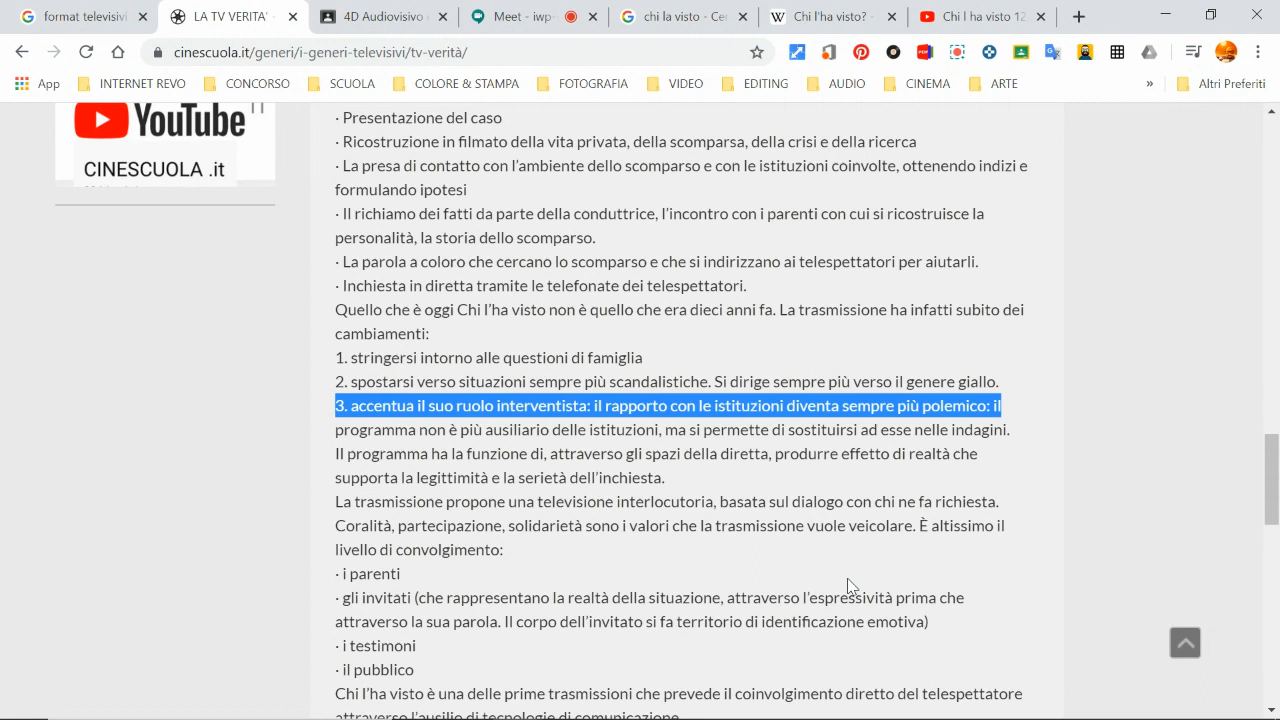 format televisivi
LA TV VERITA' -
4D Audiovisivo e
Meet - iwp-
chi la visto - Cer
Chi l'ha visto? -
Chi l ha visto 12
cinescuola.it/generi/i-generi-televisivi/tv-verità/
App
INTERNET REVO
CONCORSO
SCUOLA
COLORE & STAMPA
FOTOGRAFIA
VIDEO
EDITING
AUDIO
CINEMA
ARTE
»
Altri Preferiti
YouTube
CINESCUOLA .it
· Presentazione del caso
· Ricostruzione in filmato della vita privata, della scomparsa, della crisi e della ricerca
· La presa di contatto con l'ambiente dello scomparso e con le istituzioni coinvolte, ottenendo indizi e
formulando ipotesi
· Il richiamo dei fatti da parte della conduttrice, l'incontro con i parenti con cui si ricostruisce la
personalità, la storia dello scomparso.
· La parola a coloro che cercano lo scomparso e che si indirizzano ai telespettatori per aiutarli.
· Inchiesta in diretta tramite le telefonate dei telespettatori.
Quello che è oggi Chi l'ha visto non è quello che era dieci anni fa. La trasmissione ha infatti subito dei
cambiamenti:
1. stringersi intorno alle questioni di famiglia
2. spostarsi verso situazioni sempre più scandalistiche. Si dirige sempre più verso il genere giallo.
3. accentua il suo ruolo interventista: il rapporto con le istituzioni diventa sempre più polemico: il
programma non è più ausiliario delle istituzioni, ma si permette di sostituirsi ad esse nelle indagini.
Il programma ha la funzione di, attraverso gli spazi della diretta, produrre effetto di realtà che
supporta la legittimità e la serietà dell'inchiesta.
La trasmissione propone una televisione interlocutoria, basata sul dialogo con chi ne fa richiesta.
Coralità, partecipazione, solidarietà sono i valori che la trasmissione vuole veicolare. È altissimo il
livello di convolgimento:
· i parenti
· gli invitati (che rappresentano la realtà della situazione, attraverso l'espressività prima che
attraverso la sua parola. Il corpo dell'invitato si fa territorio di identificazione emotiva)
· i testimoni
· il pubblico
Chi l'ha visto è una delle prime trasmissioni che prevede il coinvolgimento diretto del telespettatore
attraverso l'ausilio di tecnologie di comunicazione.